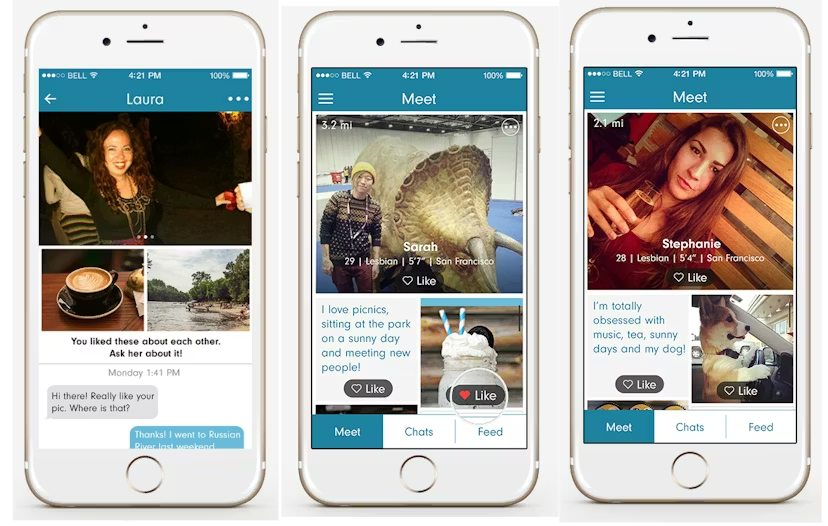 BELL
4:21 PM
100%
Laura
You liked these about each other.
Ask her about it!
Monday 1:41 PM
Hi there! Really like your
pic. Where is that?
Thanks! I went to Russian
River last weekend
BELL
4:21 PM
100%
Meet
3.2 mi
Sarah
29 | Lesbian | 5'7" | San Francisco
Like
I love picnics,
sitting at the park
on a sunny day
and meeting new
people!
Like
Like
Meet
Chats
Feed
BELL
4:21 PM
100%
Meet
2.1 mi
Stephanie
28 | Lesbian | 5'4" | San Francisco
Like
I'm totally
obsessed with
music, tea, sunny
days and my dog!
Like
Like
Meet
Chats
Feed